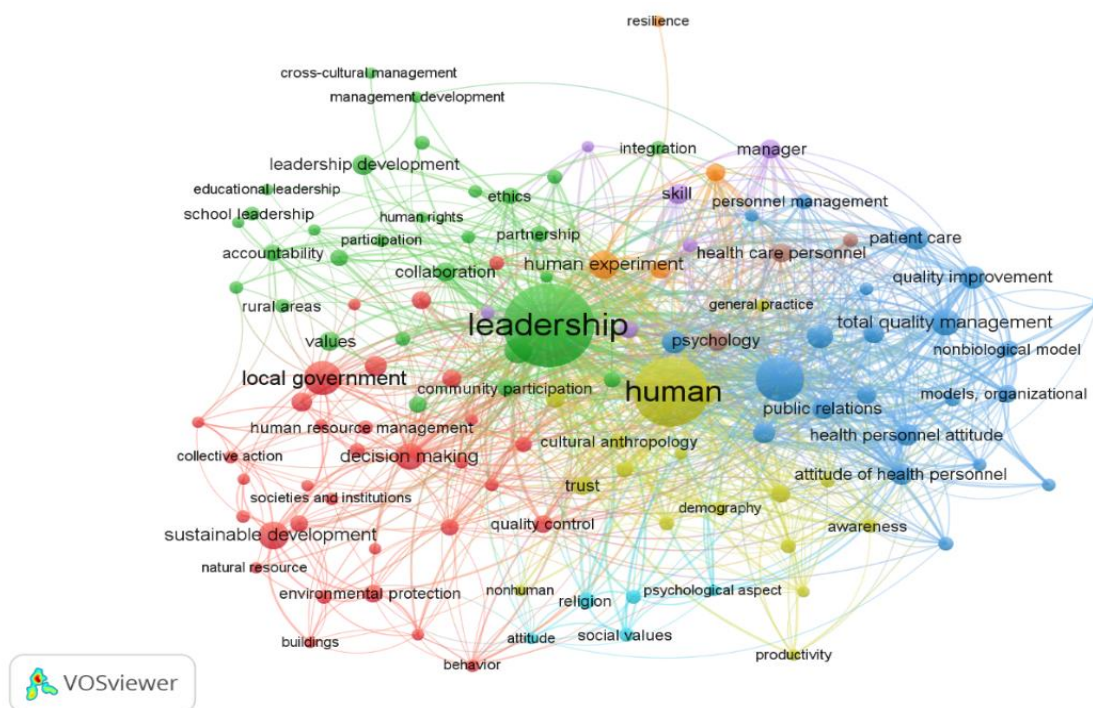 resilience
cross-cultural management
management development
integration
manager
leadership development
educational leadership
ethics
skill
personnel management
school leadership
human rights
participation
partnership
patient care
accountability
health care personnel
collaboration
human experiment
quality improvement
rural areas
general practice
leadership
total quality management
values
psychology
nonbiological model
local government
community participation
human
models, organizational
public relations
human resource management
cultural anthropology
health personnel attitude
collective action
decision making
attitude of health personnel
trust
societies and institutions
demography
sustainable development
quality control
awareness
natural resource
environmental protection
nonhuman
psychological aspect
religion
buildings
attitude
social values
behavior
productivity
VOSviewer